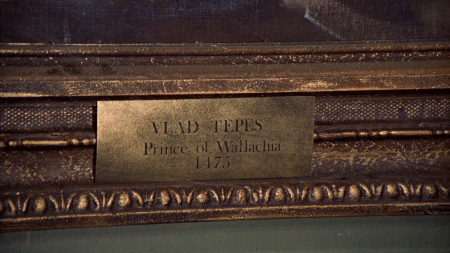 VLAD TEPES
Prince of Wallachia
1475